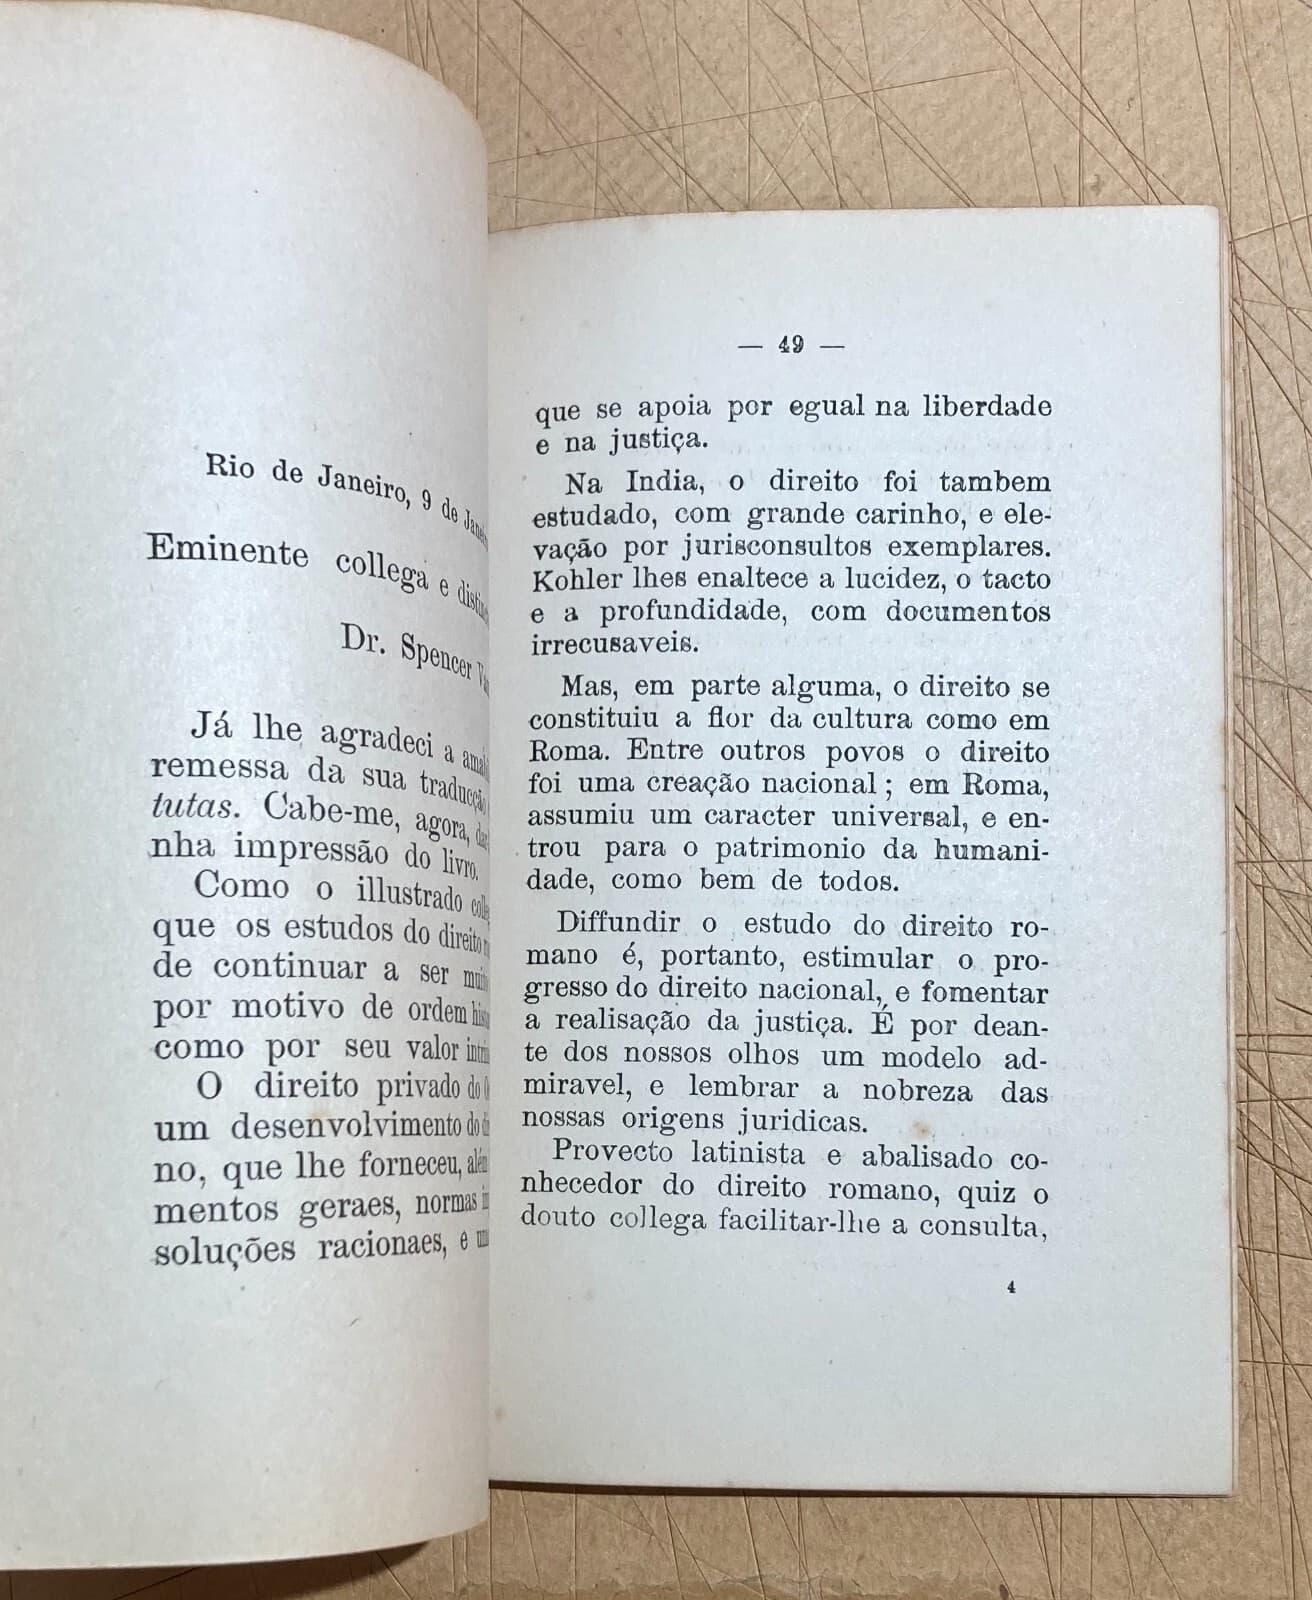 Rio de Janeiro, 9 de
Eminente collega e
Dr. Spencer
Já lhe agradeci a
remessa da sua traducção
tutas. Cabe-me, agora,
nha impressão do livro.
Como o illustrado
que os estudos do direito
de continuar a ser
por motivo de ordem
como por seu valor
O direito privado do
um desenvolvimento do
no, que lhe forneceu, além
mentos geraes, normas
soluções racionaes, e
— 49 —
que se apoia por egual na liberdade
e na justiça.
Na India, o direito foi tambem
estudado, com grande carinho, e ele-
vação por jurisconsultos exemplares.
Kohler lhes enaltece a lucidez, o tacto
e a profundidade, com documentos
irrecusaveis.
Mas, em parte alguma, o direito se
constituiu a flor da cultura como em
Roma. Entre outros povos o direito
foi uma creação nacional; em Roma,
assumiu um caracter universal, e en-
trou para o patrimonio da humani-
dade, como bem de todos.
Diffundir o estudo do direito ro-
mano é, portanto, estimular o pro-
gresso do direito nacional, e fomentar
a realisação da justiça. É por dean-
te dos nossos olhos um modelo ad-
miravel, e lembrar a nobreza das
nossas origens juridicas.
Provecto latinista e abalisado co-
nhecedor do direito romano, quiz o
douto collega facilitar-lhe a consulta,
4